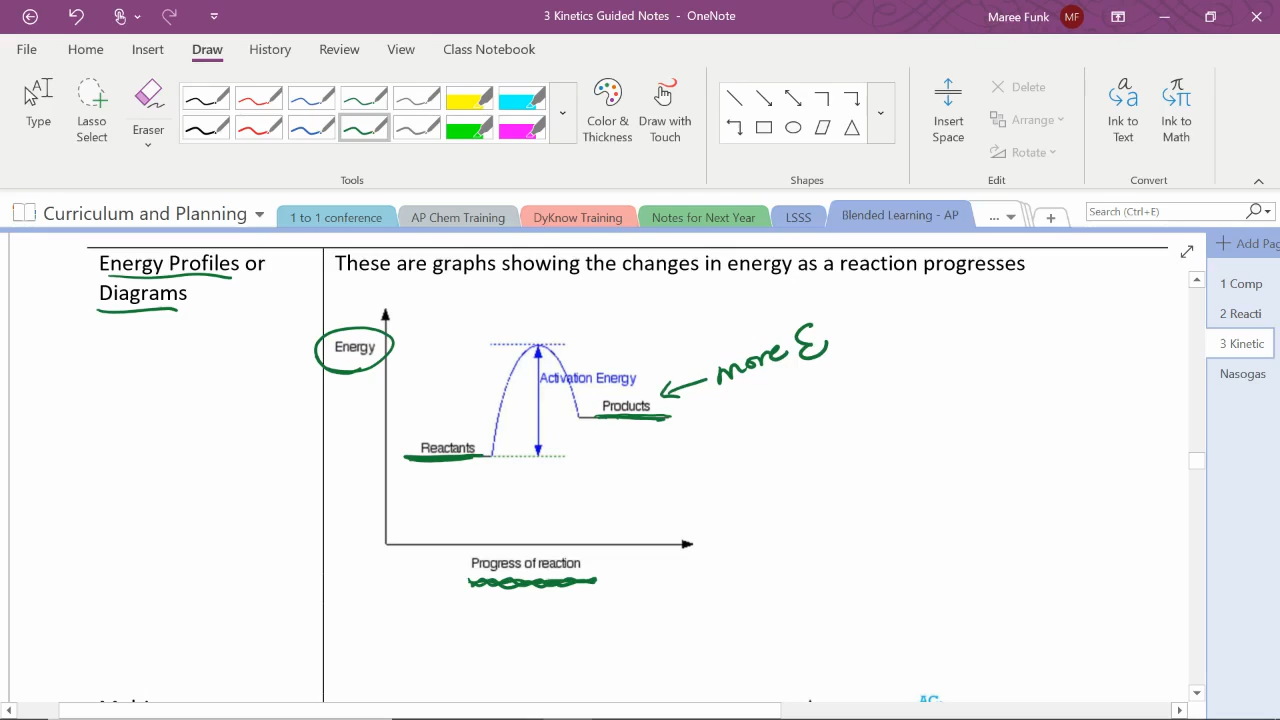 3 Kinetics Guided Notes - OneNote
Maree Funk
MF
File
Home
Insert
Draw
History
Review
View
Class Notebook
Type
Lasso
Select
Eraser
Color &
Thickness
Draw with
Touch
Insert
Space
Delete
Arrange
Rotate
Ink to
Text
Ink to
Math
Tools
Shapes
Edit
Convert
Curriculum and Planning
1 to 1 conference
AP Chem Training
DyKnow Training
Notes for Next Year
LSSS
Blended Learning - AP
...
Search (Ctrl+E)
Add Pag
1 Comp
2 Reacti
3 Kinetic
Nasogas
Energy Profiles or
Diagrams
These are graphs showing the changes in energy as a reaction progresses
Energy
more E
Activation Energy
Products
Reactants
Progress of reaction